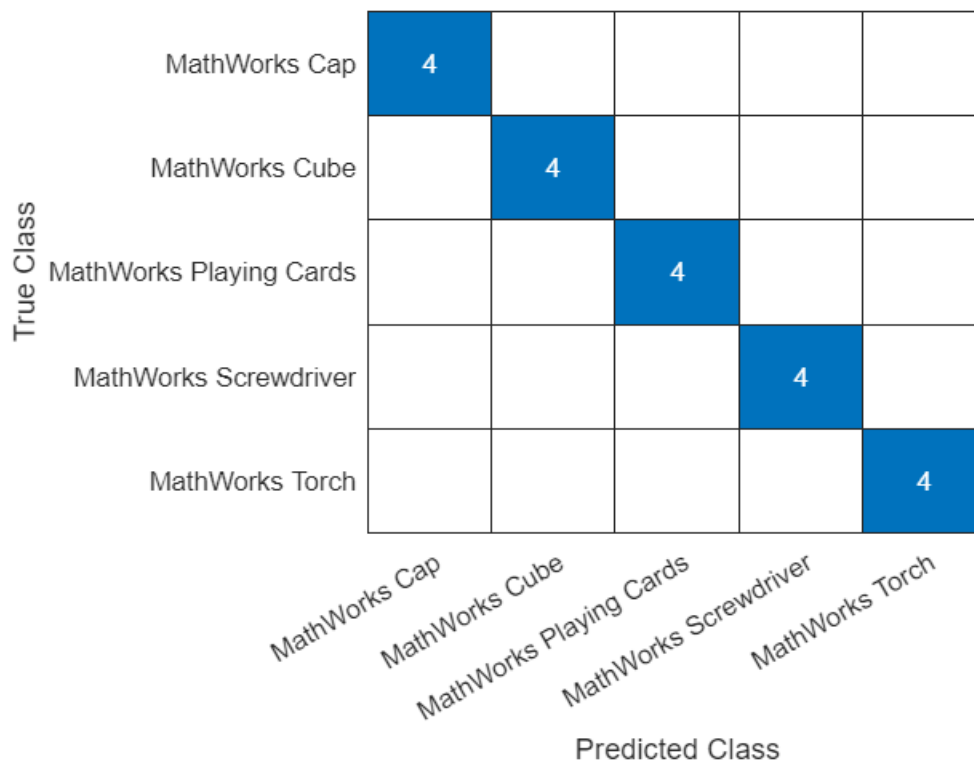 MathWorks Cap
4
MathWorks Cube
4
MathWorks Playing Cards
4
MathWorks Screwdriver
4
MathWorks Torch
4
True Class
MathWorks Cap
MathWorks Cube
MathWorks Playing Cards
MathWorks Screwdriver
MathWorks Torch
Predicted Class